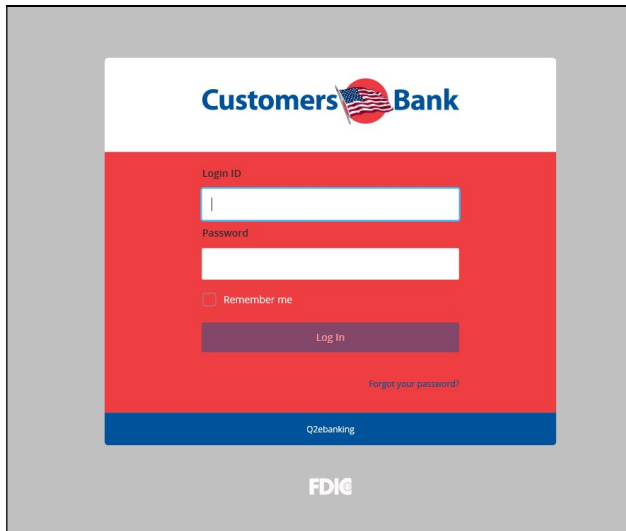 Customers Bank
Login ID
Password
Remember me
Log In
Forgot your password?
Q2ebanking
FDIC